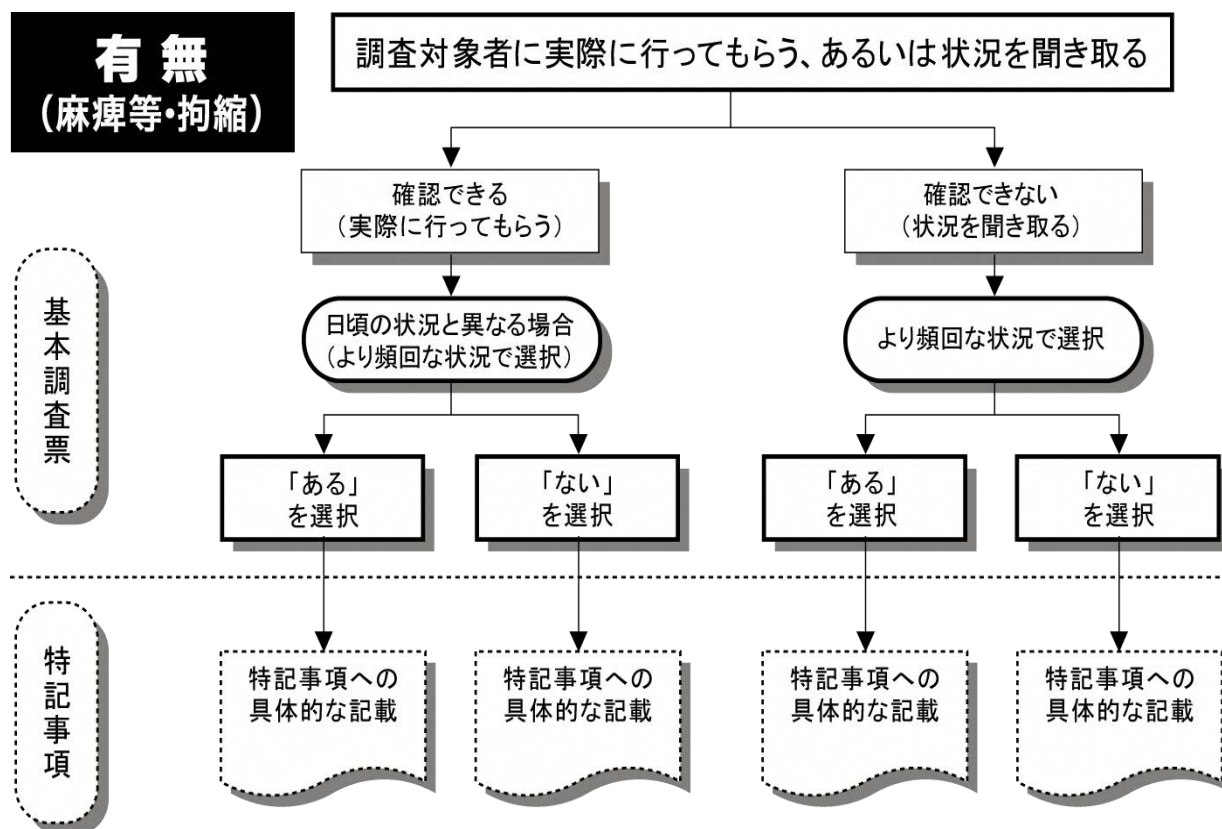 有無
（麻痺等・拘縮）
調査対象者に実際に行ってもらう、あるいは状況を聞き取る
確認できる
（実際に行ってもらう）
確認できない
（状況を聞き取る）
基本調査票
日頃の状況と異なる場合
（より頻回な状況で選択）
より頻回な状況で選択
「ある」
を選択
「ない」
を選択
「ある」
を選択
「ない」
を選択
特記事項
特記事項への
具体的な記載
特記事項への
具体的な記載
特記事項への
具体的な記載
特記事項への
具体的な記載